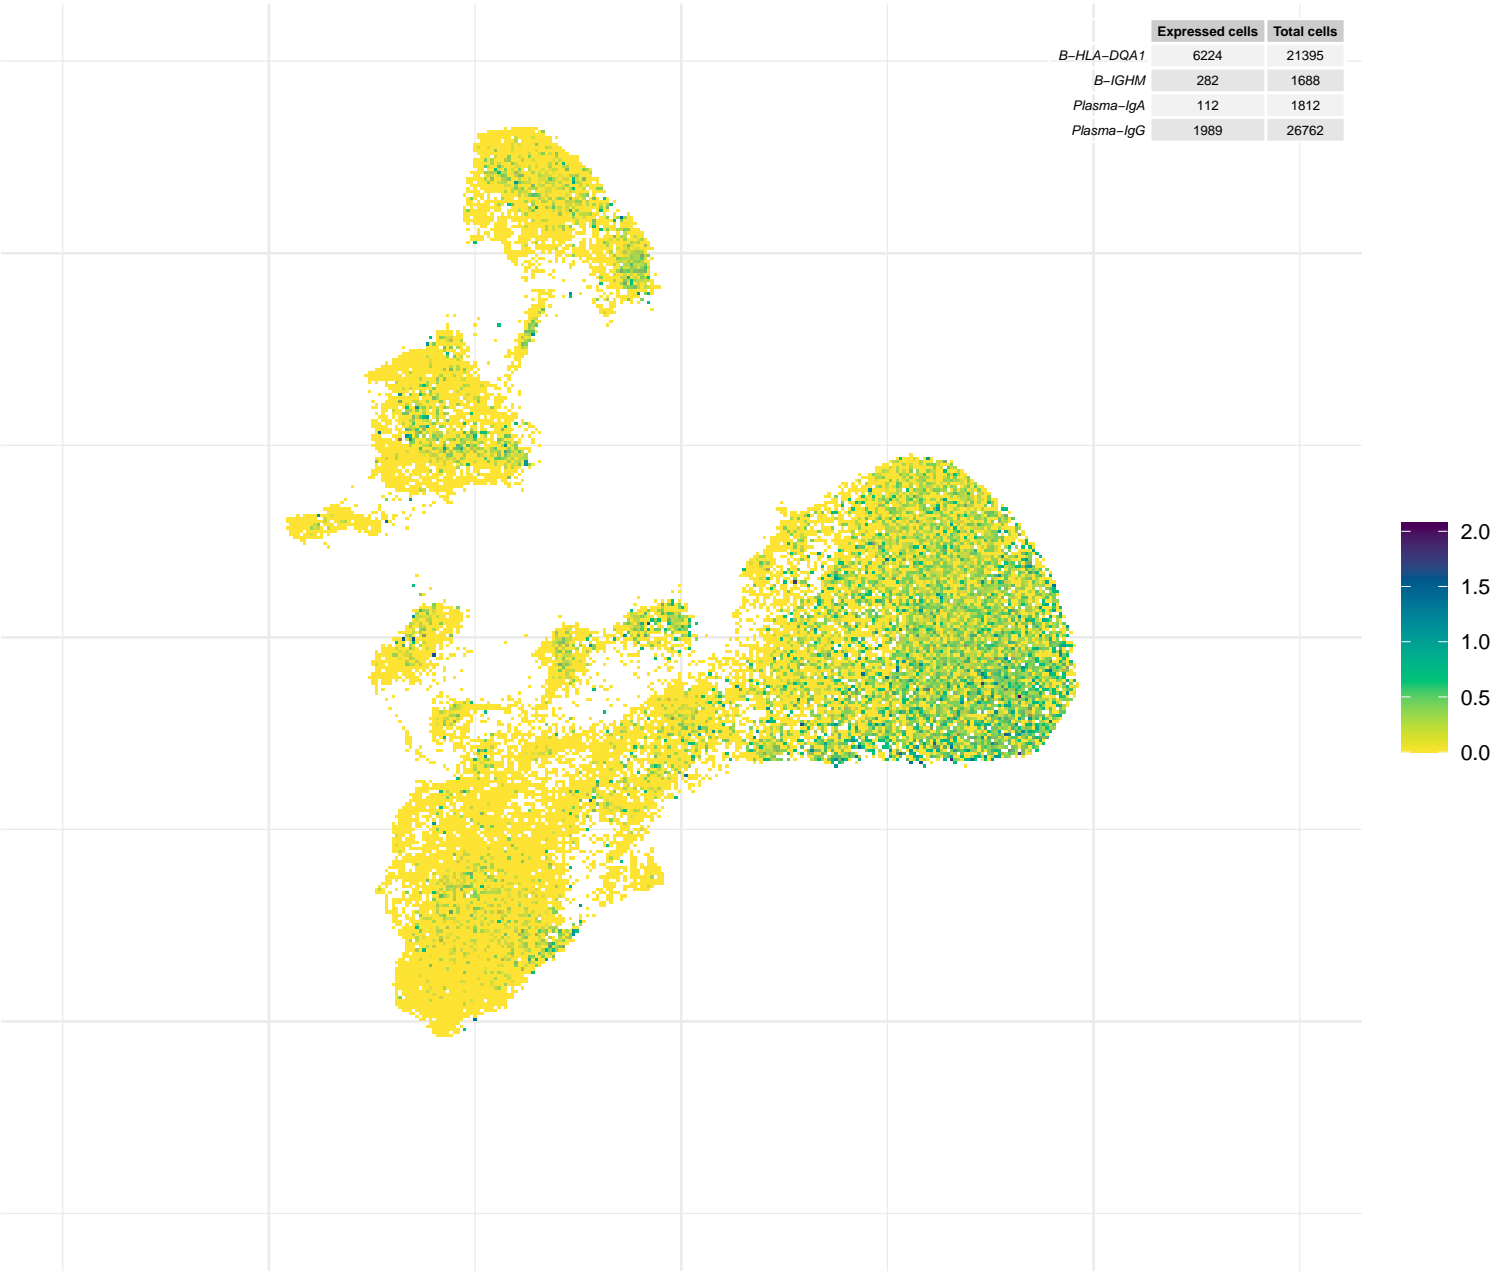 Expressed cells Total cells
B−HLA−DQA1 6224 21395
B−IGHM 282 1688
Plasma−IgA 112 1812
Plasma−IgG 1989 26762
2.0
1.5
1.0
0.5
0.0